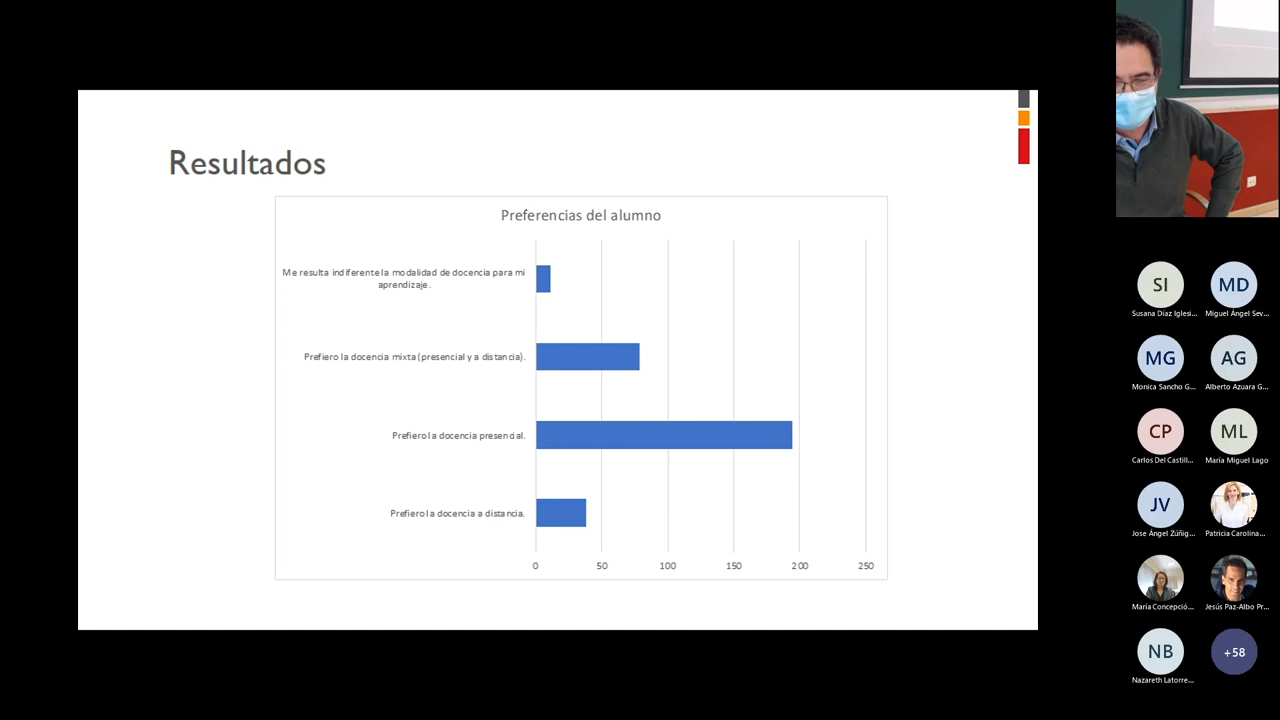 Resultados
Preferencias del alumno
Me resulta indiferente la modalidad de docencia para mi
aprendizaje.
Prefiero la docencia mixta (presencial y a distancia).
Prefiero la docencia presencial.
Prefiero la docencia a distancia.
0 50 100 150 200 250
SI MD
Susana Díaz Iglesi... Miguel Ángel Sev...
MG AG
Monica Sancho G... Alberto Azuara G...
CP ML
Carlos Del Castill... María Miguel Lago
JV
Jose Ángel Zúñig... Patricia Carolina...
María Concepció... Jesús Paz-Albo Pr...
NB +58
Nazareth Latorre...